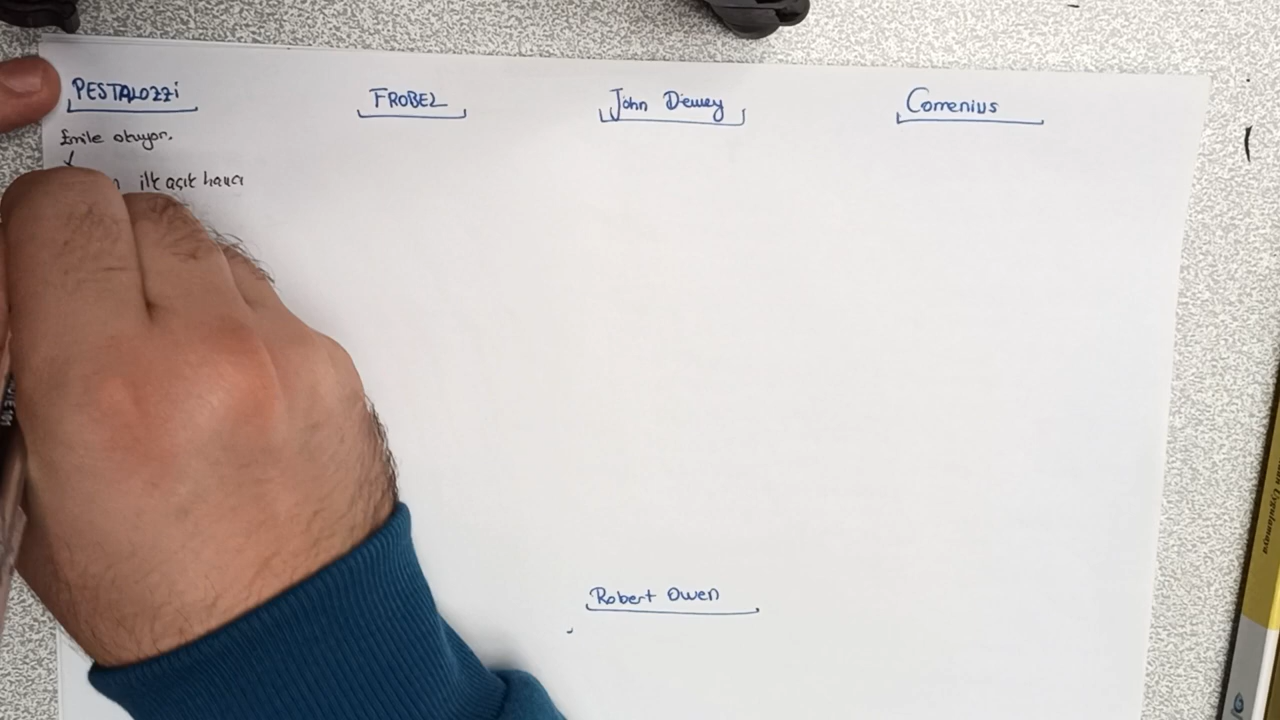 PESTALOZZi
FROBEL
John Dewey
Comenius
Emile okuyor.
ilk açık hava
Robert Owen